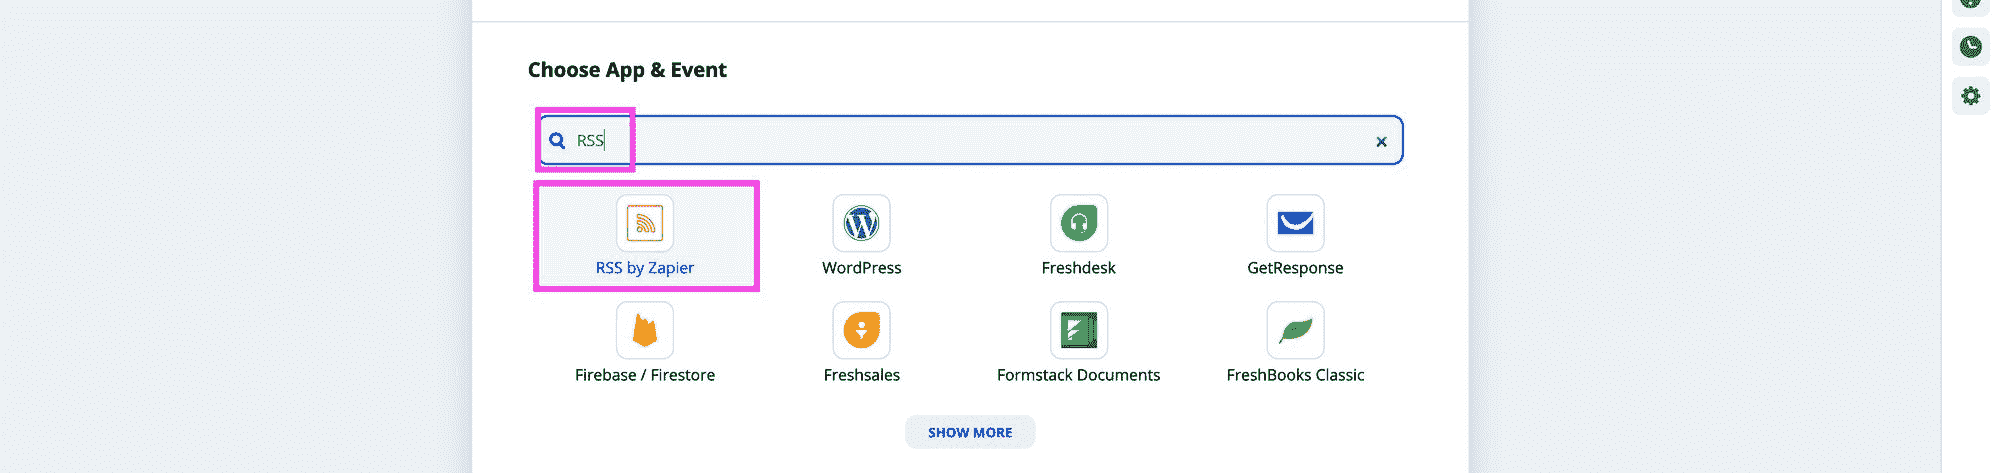 Choose App & Event
RSS
RSS by Zapier
WordPress
Freshdesk
GetResponse
Firebase / Firestore
Freshsales
Formstack Documents
FreshBooks Classic
SHOW MORE